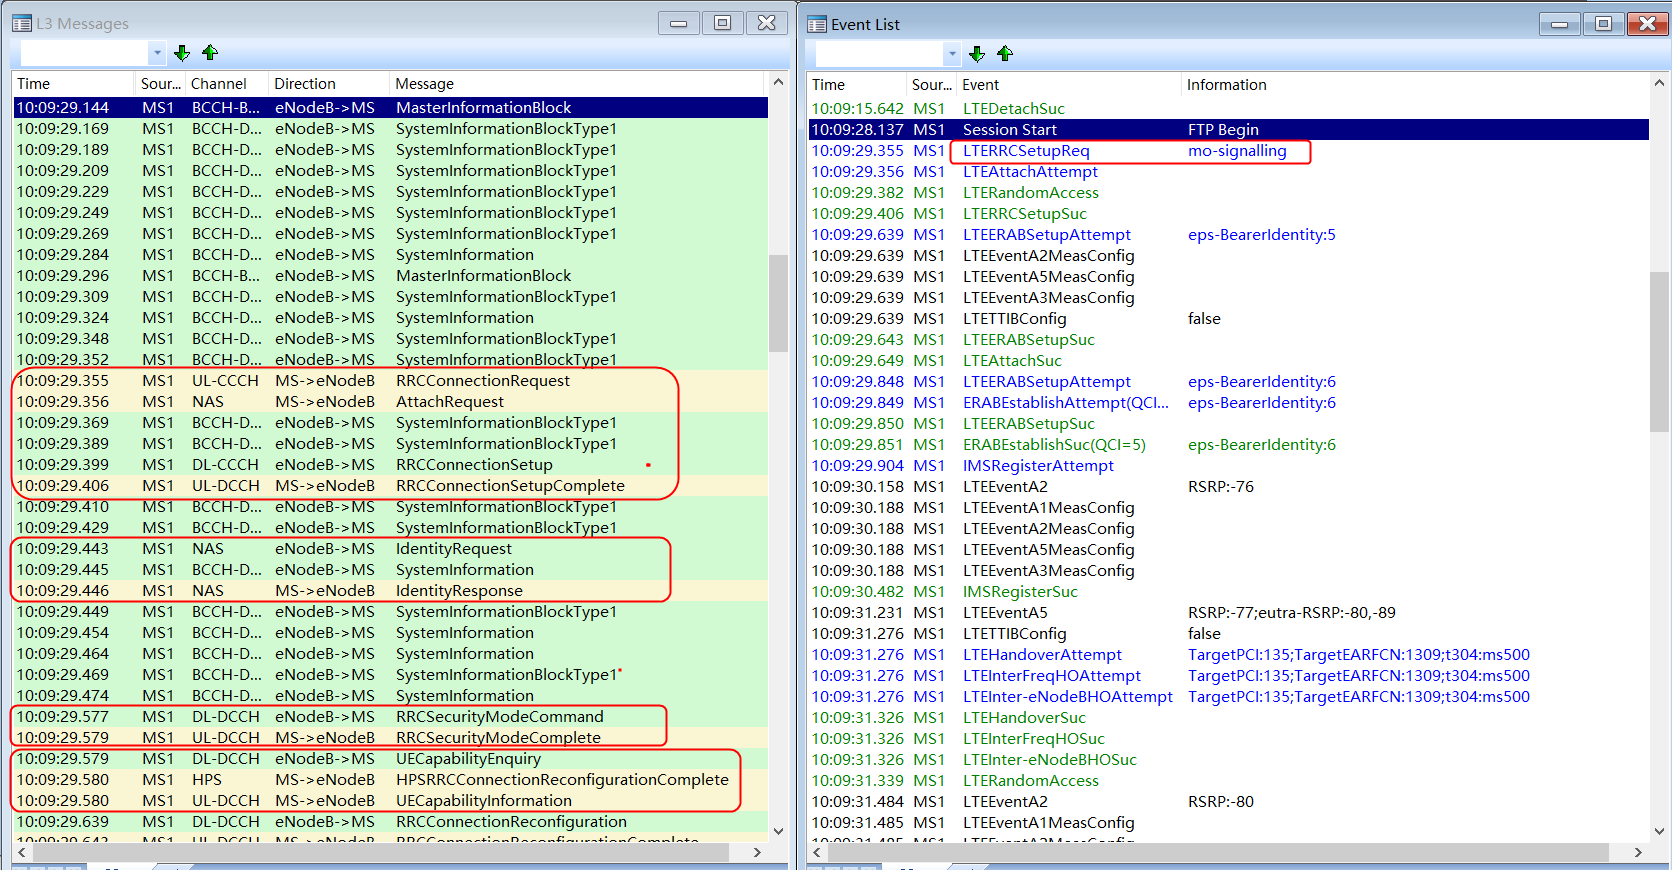 L3 Messages
Time Sour... Channel Direction Message
10:09:29.144 MS1 BCCH-B... eNodeB->MS MasterInformationBlock
10:09:29.169 MS1 BCCH-D... eNodeB->MS SystemInformationBlockType1
10:09:29.189 MS1 BCCH-D... eNodeB->MS SystemInformationBlockType1
10:09:29.209 MS1 BCCH-D... eNodeB->MS SystemInformationBlockType1
10:09:29.229 MS1 BCCH-D... eNodeB->MS SystemInformationBlockType1
10:09:29.249 MS1 BCCH-D... eNodeB->MS SystemInformationBlockType1
10:09:29.269 MS1 BCCH-D... eNodeB->MS SystemInformationBlockType1
10:09:29.284 MS1 BCCH-D... eNodeB->MS SystemInformation
10:09:29.296 MS1 BCCH-B... eNodeB->MS MasterInformationBlock
10:09:29.309 MS1 BCCH-D... eNodeB->MS SystemInformationBlockType1
10:09:29.324 MS1 BCCH-D... eNodeB->MS SystemInformation
10:09:29.348 MS1 BCCH-D... eNodeB->MS SystemInformationBlockType1
10:09:29.352 MS1 BCCH-D... eNodeB->MS SystemInformationBlockType1
10:09:29.355 MS1 UL-CCCH MS->eNodeB RRCConnectionRequest
10:09:29.356 MS1 NAS MS->eNodeB AttachRequest
10:09:29.369 MS1 BCCH-D... eNodeB->MS SystemInformationBlockType1
10:09:29.389 MS1 BCCH-D... eNodeB->MS SystemInformationBlockType1
10:09:29.399 MS1 DL-CCCH eNodeB->MS RRCConnectionSetup
10:09:29.406 MS1 UL-DCCH MS->eNodeB RRCConnectionSetupComplete
10:09:29.410 MS1 BCCH-D... eNodeB->MS SystemInformationBlockType1
10:09:29.429 MS1 BCCH-D... eNodeB->MS SystemInformationBlockType1
10:09:29.443 MS1 NAS eNodeB->MS IdentityRequest
10:09:29.445 MS1 BCCH-D... eNodeB->MS SystemInformation
10:09:29.446 MS1 NAS MS->eNodeB IdentityResponse
10:09:29.449 MS1 BCCH-D... eNodeB->MS SystemInformationBlockType1
10:09:29.454 MS1 BCCH-D... eNodeB->MS SystemInformation
10:09:29.464 MS1 BCCH-D... eNodeB->MS SystemInformation
10:09:29.469 MS1 BCCH-D... eNodeB->MS SystemInformationBlockType1
10:09:29.474 MS1 BCCH-D... eNodeB->MS SystemInformation
10:09:29.577 MS1 DL-DCCH eNodeB->MS RRCSecurityModeCommand
10:09:29.579 MS1 UL-DCCH MS->eNodeB RRCSecurityModeComplete
10:09:29.579 MS1 DL-DCCH eNodeB->MS UECapabilityEnquiry
10:09:29.580 MS1 HPS MS->eNodeB HPSRRCConnectionReconfigurationComplete
10:09:29.580 MS1 UL-DCCH MS->eNodeB UECapabilityInformation
10:09:29.639 MS1 DL-DCCH eNodeB->MS RRCConnectionReconfiguration
10:09:29.643 MS1 UL-DCCH MS->eNodeB RRCConnectionReconfigurationComplete
Event List
Time Sour... Event Information
10:09:15.642 MS1 LTEDetachSuc
10:09:28.137 MS1 Session Start FTP Begin
10:09:29.355 MS1 LTERRCSetupReq mo-signalling
10:09:29.356 MS1 LTEAttachAttempt
10:09:29.382 MS1 LTERandomAccess
10:09:29.406 MS1 LTERRCSetupSuc
10:09:29.639 MS1 LTEERABSetupAttempt eps-BearerIdentity:5
10:09:29.639 MS1 LTEEventA2MeasConfig
10:09:29.639 MS1 LTEEventA5MeasConfig
10:09:29.639 MS1 LTEEventA3MeasConfig
10:09:29.639 MS1 LTETTIBConfig false
10:09:29.643 MS1 LTEERABSetupSuc
10:09:29.649 MS1 LTEAttachSuc
10:09:29.848 MS1 LTEERABSetupAttempt eps-BearerIdentity:6
10:09:29.849 MS1 ERABEstablishAttempt(QCI... eps-BearerIdentity:6
10:09:29.850 MS1 LTEERABSetupSuc
10:09:29.851 MS1 ERABEstablishSuc(QCI=5) eps-BearerIdentity:6
10:09:29.904 MS1 IMSRegisterAttempt
10:09:30.158 MS1 LTEEventA2 RSRP:-76
10:09:30.188 MS1 LTEEventA1MeasConfig
10:09:30.188 MS1 LTEEventA2MeasConfig
10:09:30.188 MS1 LTEEventA5MeasConfig
10:09:30.188 MS1 LTEEventA3MeasConfig
10:09:30.482 MS1 IMSRegisterSuc
10:09:31.231 MS1 LTEEventA5 RSRP:-77;eutra-RSRP:-80,-89
10:09:31.276 MS1 LTETTIBConfig false
10:09:31.276 MS1 LTEHandoverAttempt TargetPCI:135;TargetEARFCN:1309;t304:ms500
10:09:31.276 MS1 LTEInterFreqHOAttempt TargetPCI:135;TargetEARFCN:1309;t304:ms500
10:09:31.276 MS1 LTEInter-eNodeBHOAttempt TargetPCI:135;TargetEARFCN:1309;t304:ms500
10:09:31.326 MS1 LTEHandoverSuc
10:09:31.326 MS1 LTEInterFreqHOSuc
10:09:31.326 MS1 LTEInter-eNodeBHOSuc
10:09:31.339 MS1 LTERandomAccess
10:09:31.484 MS1 LTEEventA2 RSRP:-80
10:09:31.485 MS1 LTEEventA1MeasConfig
10:09:31.485 MS1 LTEEventA2MeasConfig